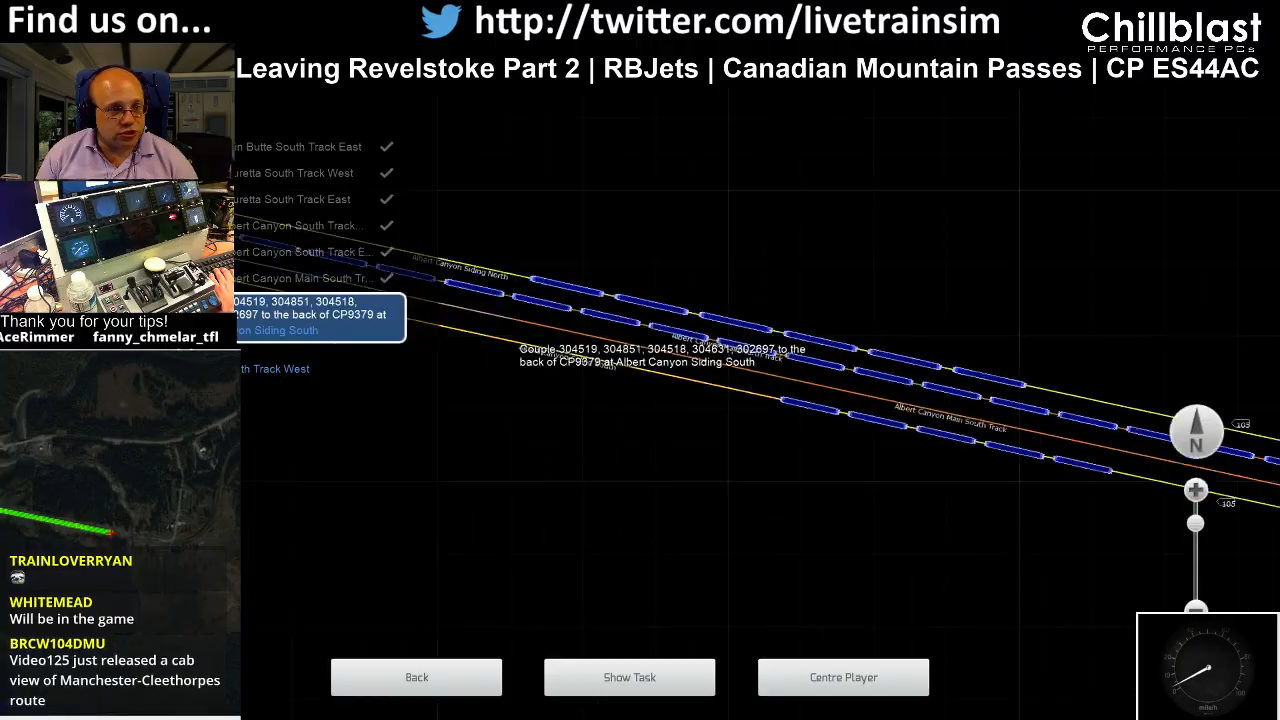 Find us on...
http://twitter.com/livetrainsim
Chillblast
PERFORMANCE PCs
Leaving Revelstoke Part 2 | RBJets | Canadian Mountain Passes | CP ES44AC
Butte South Track East
uretta South Track West
uretta South Track East
bert Canyon South Track...
bert Canyon South Track E...
bert Canyon Main South Tr...
04519, 304851, 304518,
2697 to the back of CP9379 at
on Siding South
th Track West
Albert Canyon Siding North
Couple 304519, 304851, 304518, 304631, 302697 to the
back of CP9379 at Albert Canyon Siding South
Albert Canyon Main South Track
103
105
N
Thank you for your tips!
AceRimmer fanny_chmelar_tfl
TRAINLOVERRYAN
WHITEMEAD
Will be in the game
BRCW104DMU
Video125 just released a cab
view of Manchester-Cleethorpes
route
Back
Show Task
Centre Player